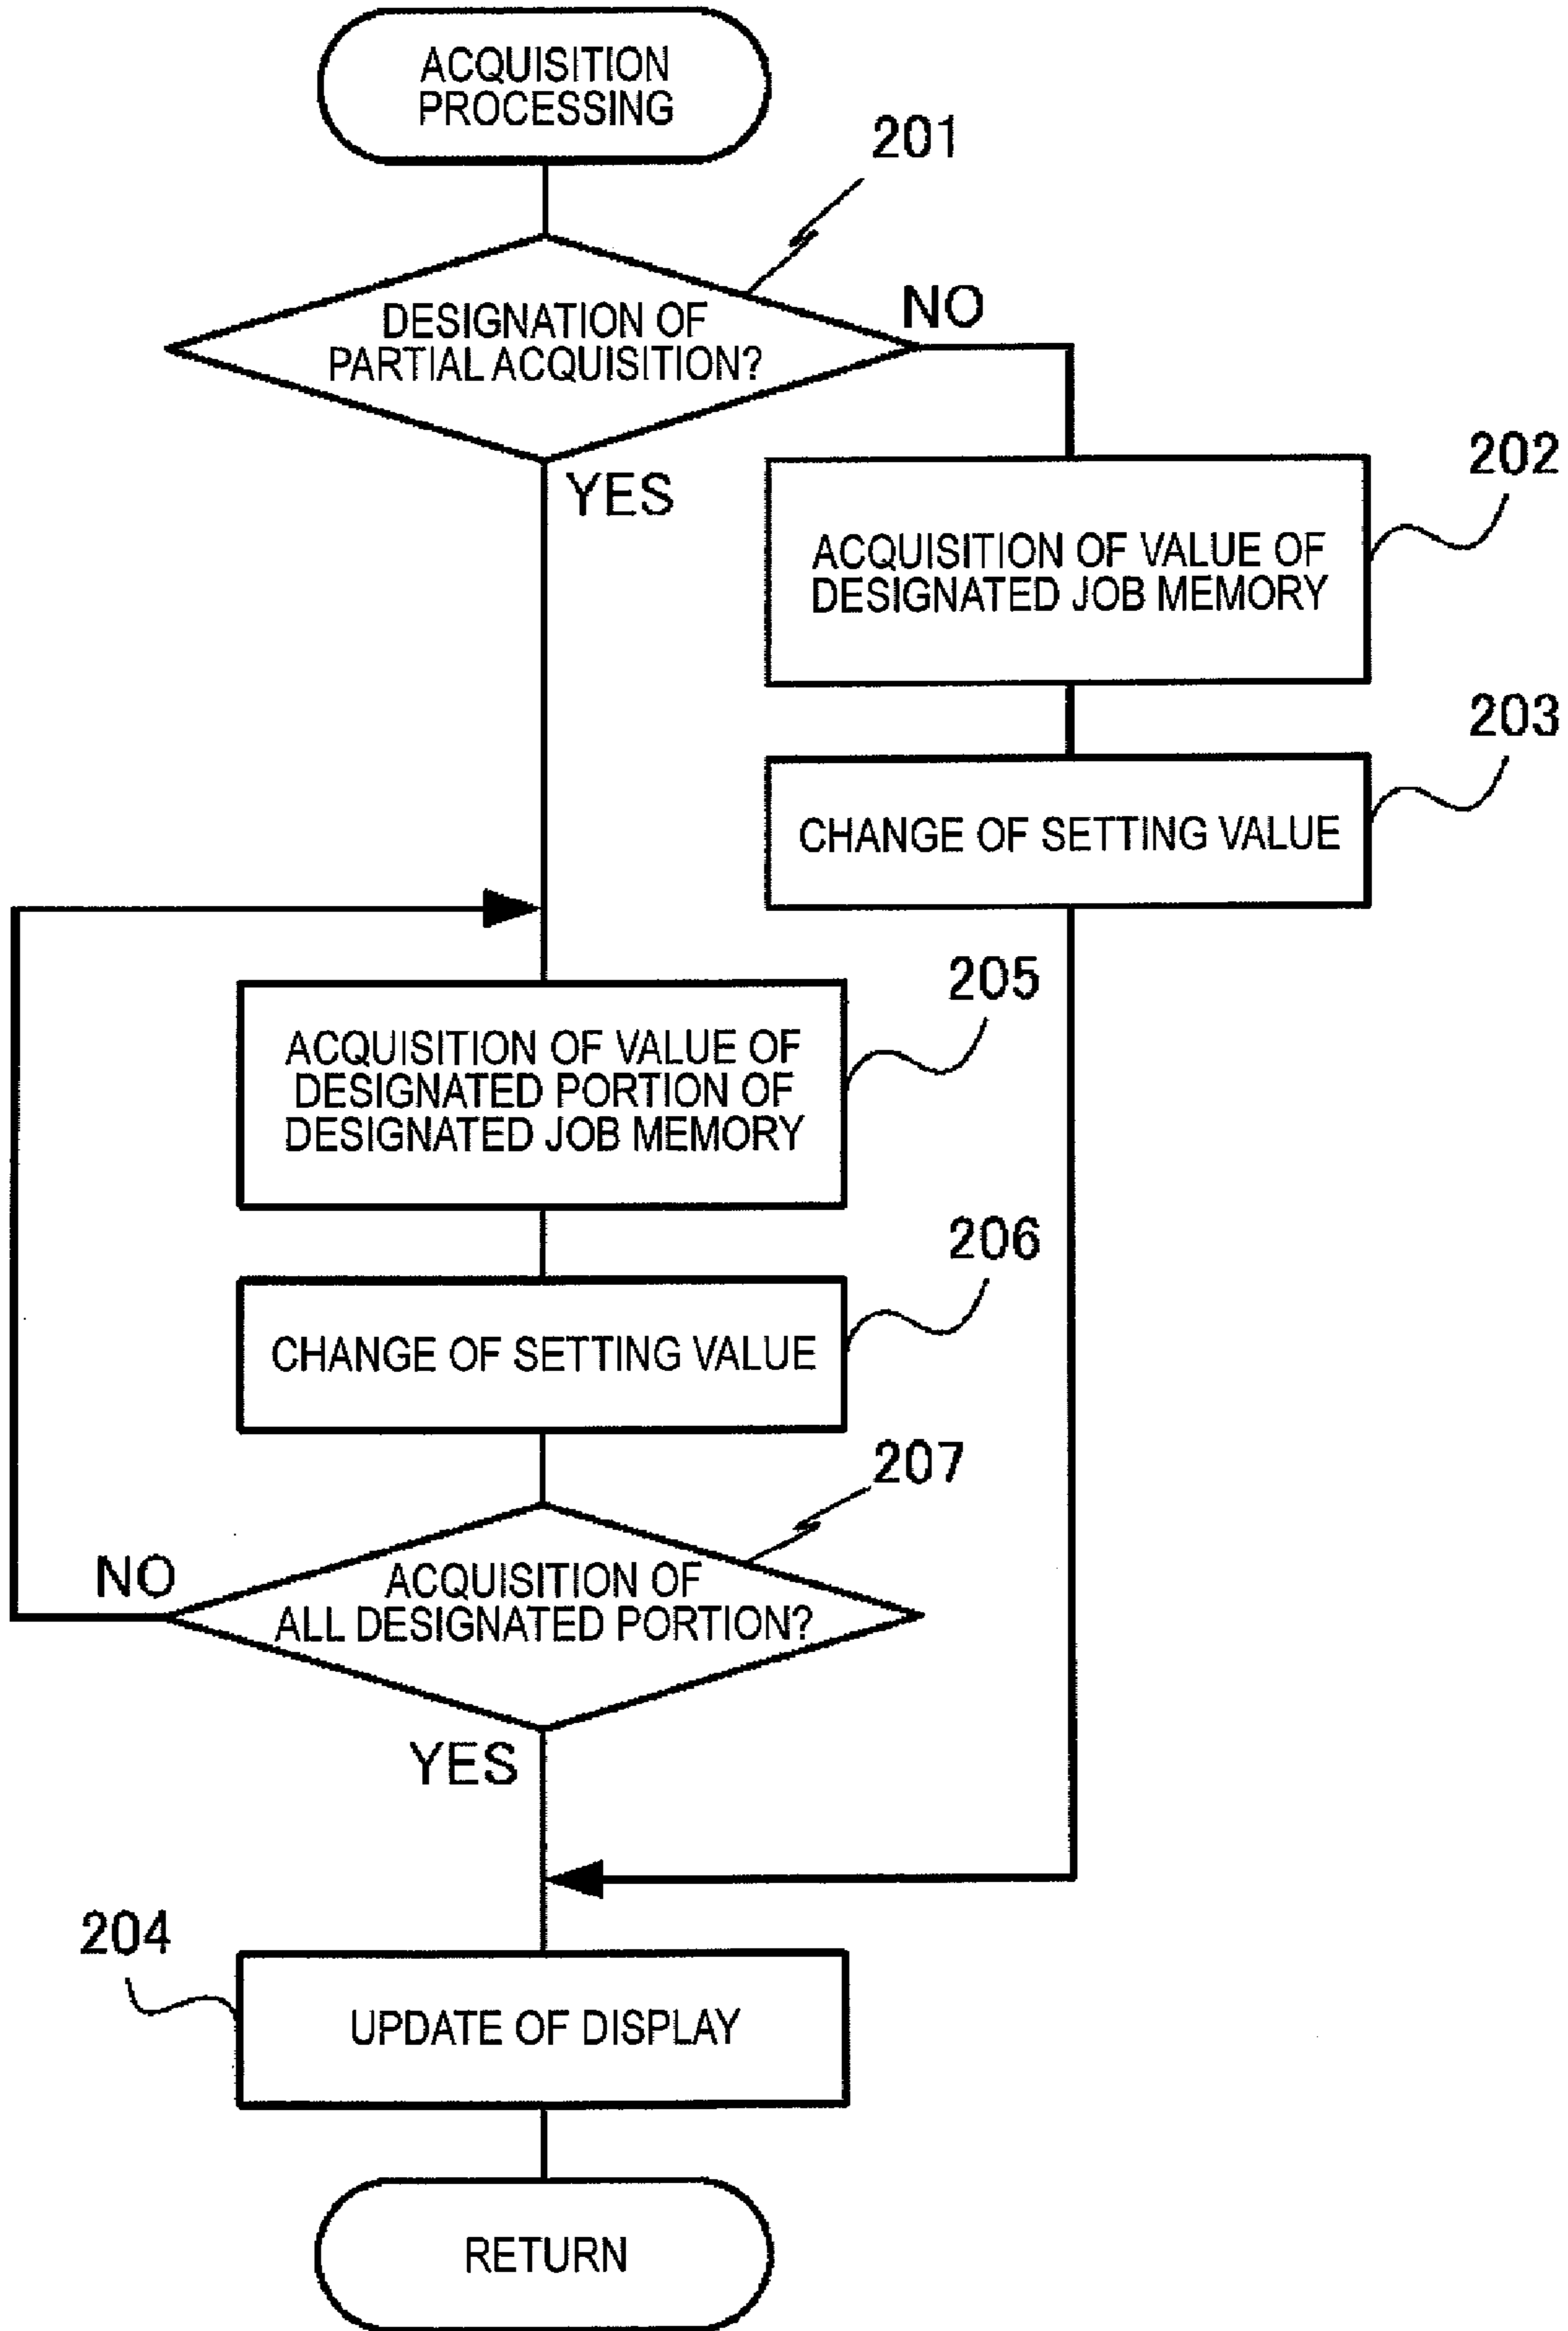 ACQUISITION
PROCESSING
201
DESIGNATION OF
PARTIAL ACQUISITION?
NO
YES
202
ACQUISITION OF VALUE OF
DESIGNATED JOB MEMORY
203
CHANGE OF SETTING VALUE
205
ACQUISITION OF VALUE OF
DESIGNATED PORTION OF
DESIGNATED JOB MEMORY
206
CHANGE OF SETTING VALUE
207
ACQUISITION OF
ALL DESIGNATED PORTION?
NO
YES
204
UPDATE OF DISPLAY
RETURN